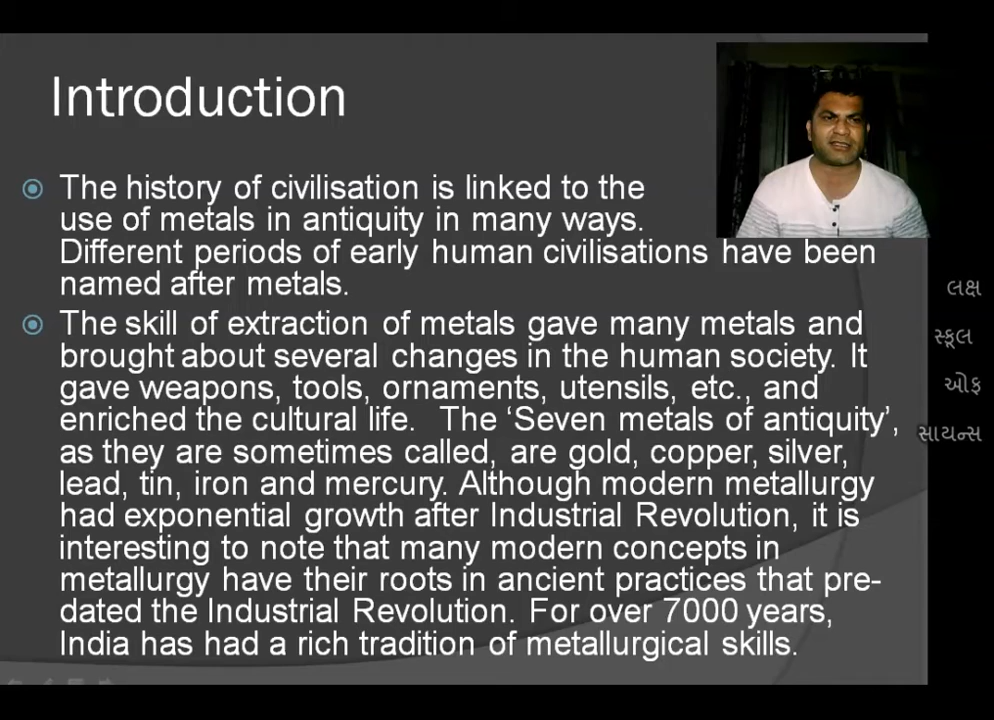 Introduction
The history of civilisation is linked to the
use of metals in antiquity in many ways.
Different periods of early human civilisations have been
named after metals.
The skill of extraction of metals gave many metals and
brought about several changes in the human society. It
gave weapons, tools, ornaments, utensils, etc., and
enriched the cultural life. The ‘Seven metals of antiquity’,
as they are sometimes called, are gold, copper, silver,
lead, tin, iron and mercury. Although modern metallurgy
had exponential growth after Industrial Revolution, it is
interesting to note that many modern concepts in
metallurgy have their roots in ancient practices that pre-
dated the Industrial Revolution. For over 7000 years,
India has had a rich tradition of metallurgical skills.
લક્ષ
સ્કૂલ
ઓફ
સાયન્સ